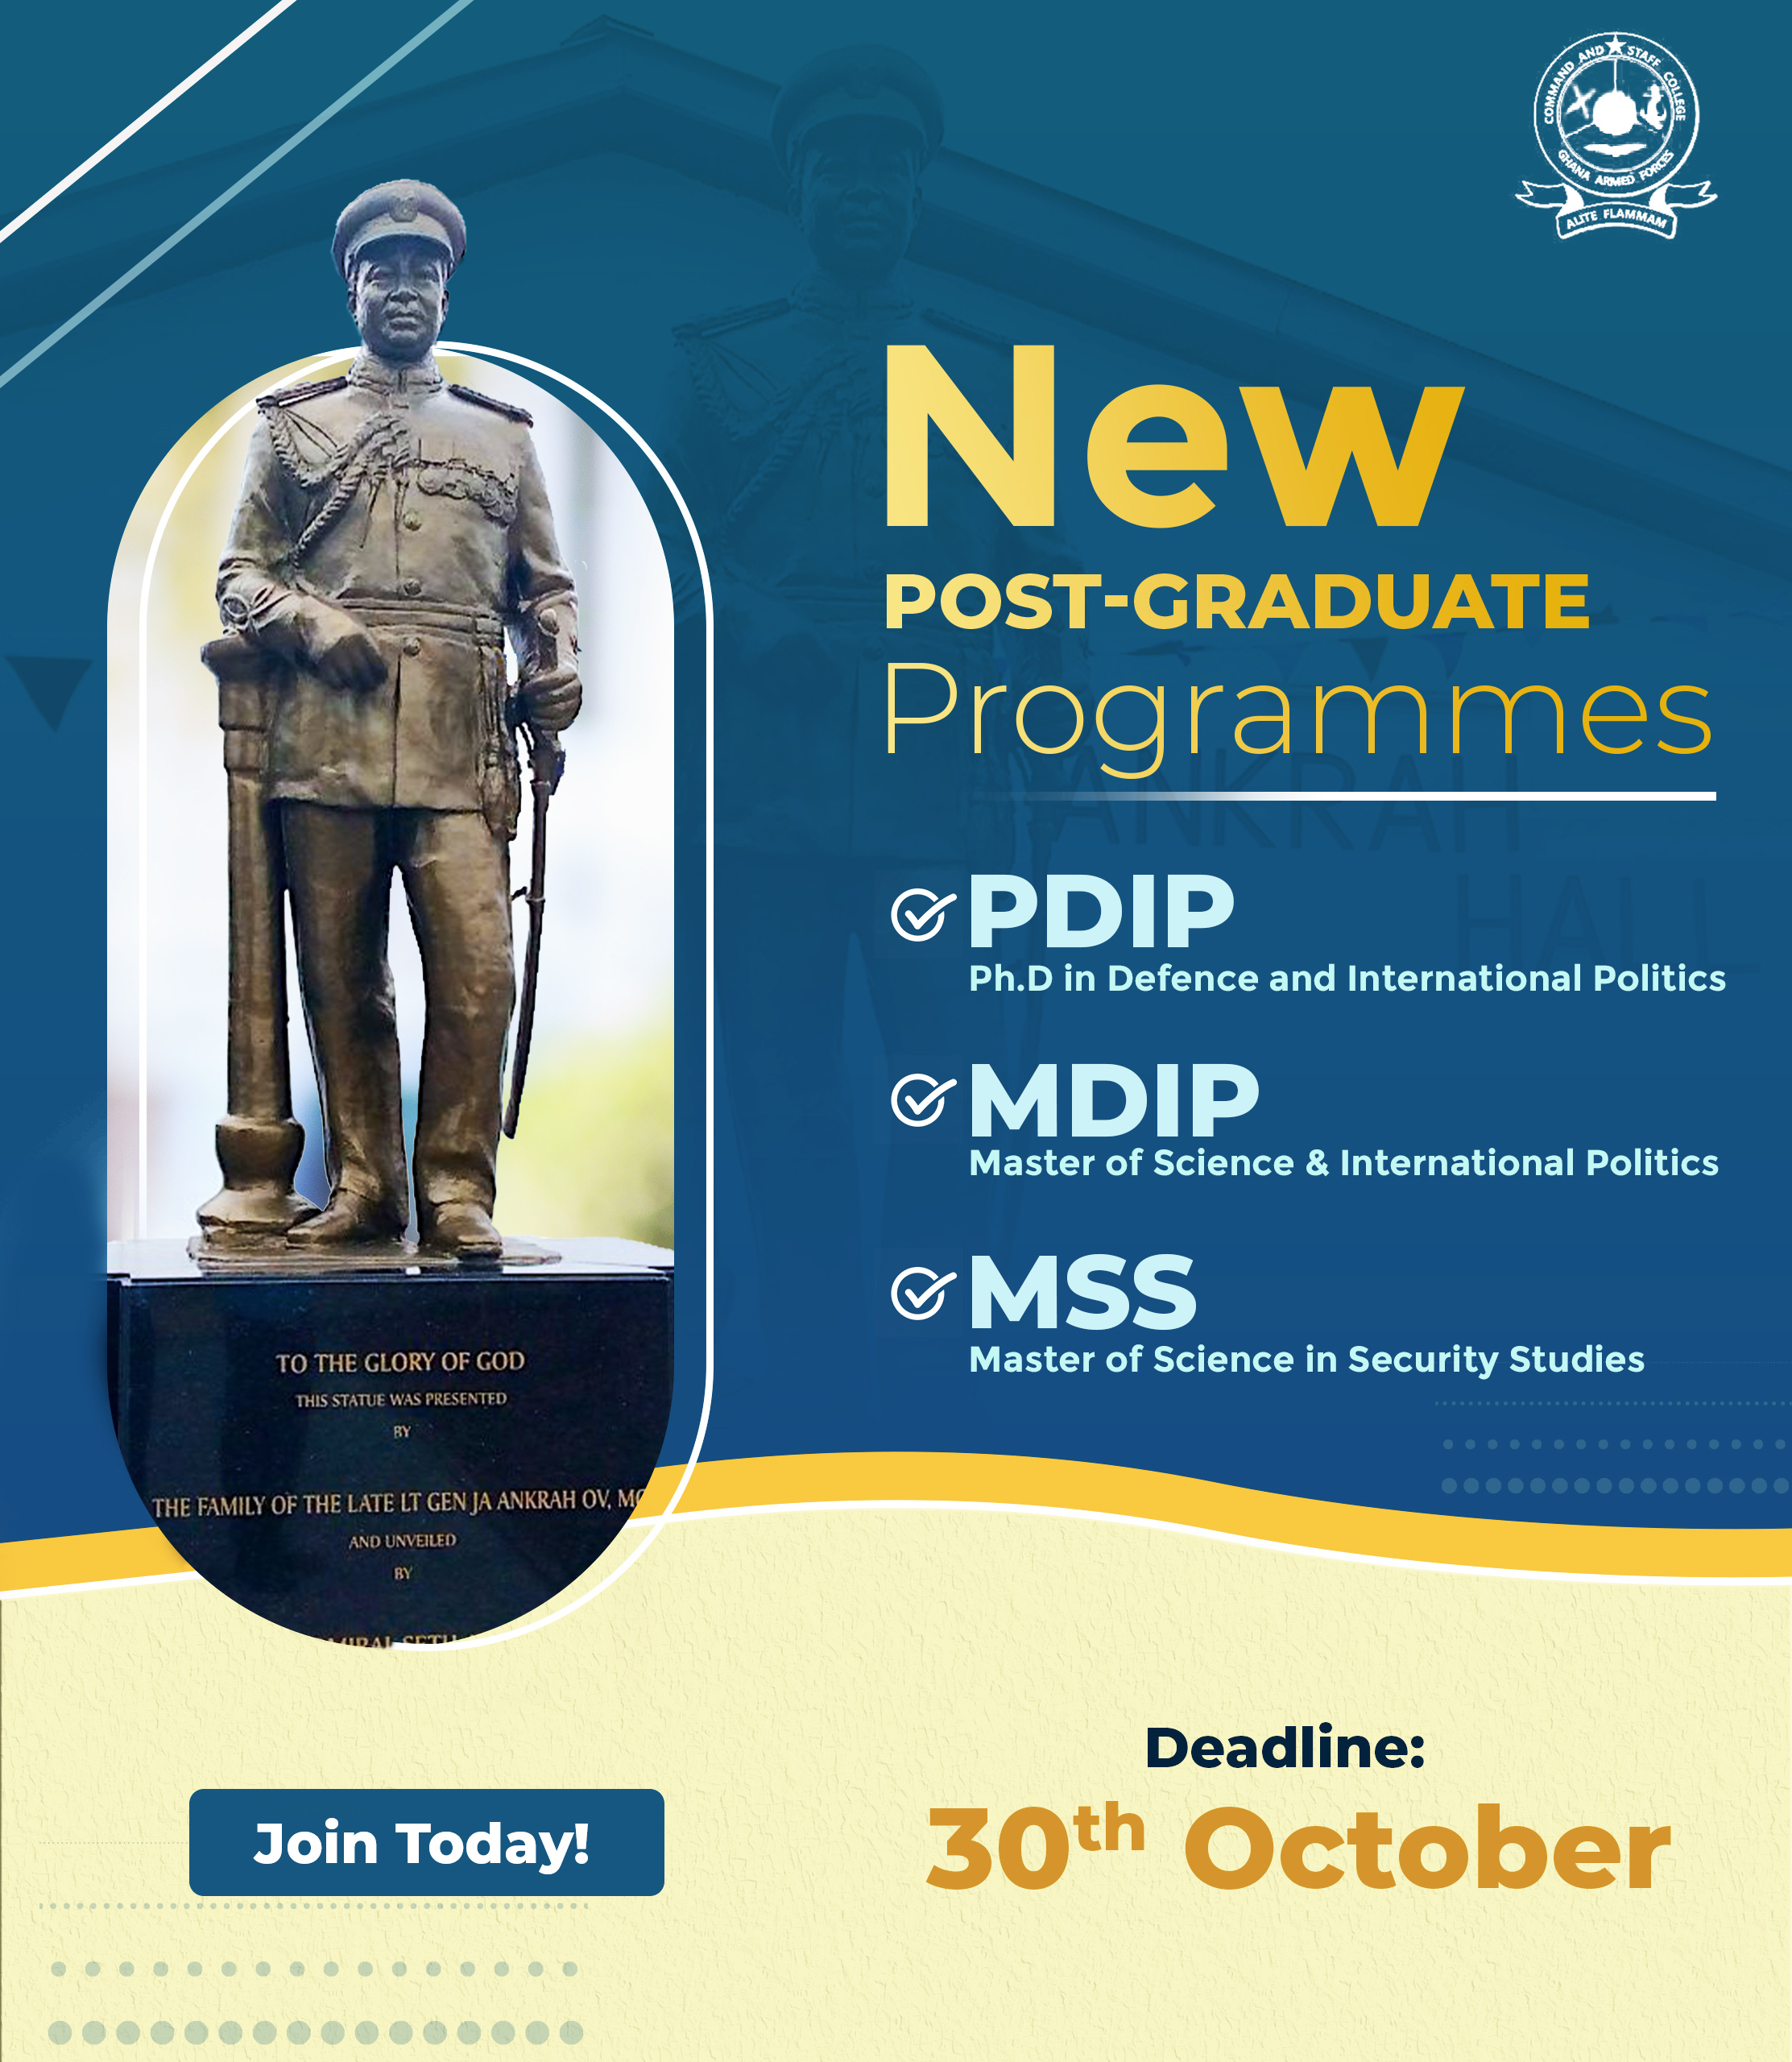 COMMAND AND STAFF COLLEGE
GHANA ARMED FORCES
ALITE FLAMMAM
New
POST-GRADUATE
Programmes
ANKRAH
HALL
PDIP
Ph.D in Defence and International Politics
MDIP
Master of Science & International Politics
MSS
Master of Science in Security Studies
TO THE GLORY OF GOD
THIS STATUE WAS PRESENTED
BY
THE FAMILY OF THE LATE LT GEN JA ANKRAH OV,
AND UNVEILED
BY
Deadline:
30th October
Join Today!